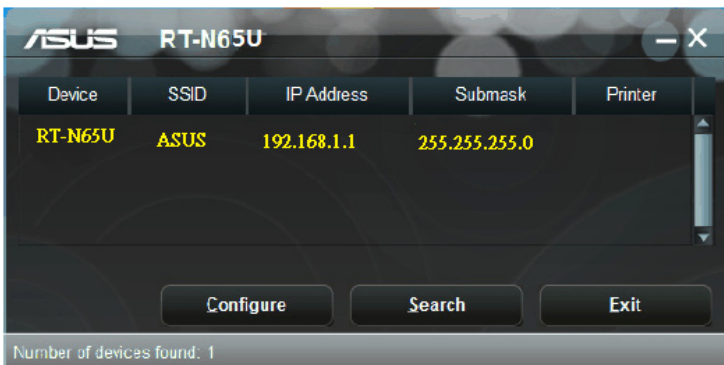 ASUS RT-N65U
Device SSID IP Address Submask Printer
RT-N65U ASUS 192.168.1.1 255.255.255.0
Configure Search Exit
Number of devices found: 1